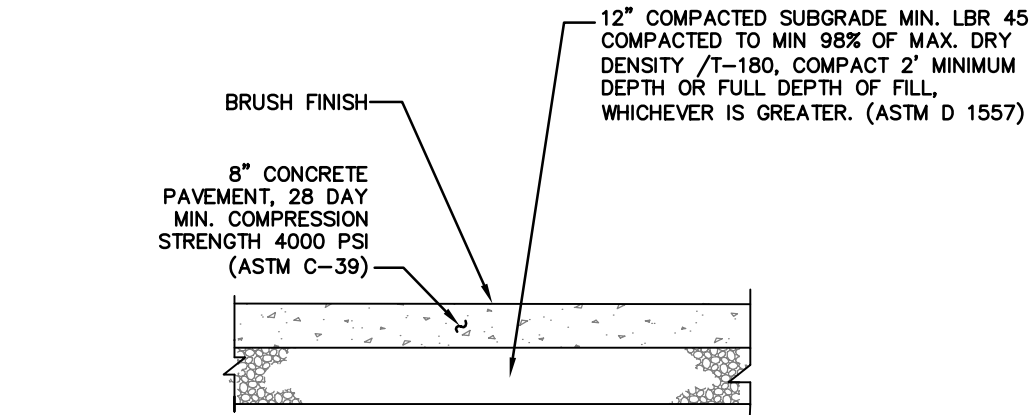 12” COMPACTED SUBGRADE MIN. LBR 45
COMPACTED TO MIN 98% OF MAX. DRY
DENSITY /T-180, COMPACT 2' MINIMUM
DEPTH OR FULL DEPTH OF FILL,
WHICHEVER IS GREATER. (ASTM D 1557)
BRUSH FINISH
8” CONCRETE
PAVEMENT, 28 DAY
MIN. COMPRESSION
STRENGTH 4000 PSI
(ASTM C-39)